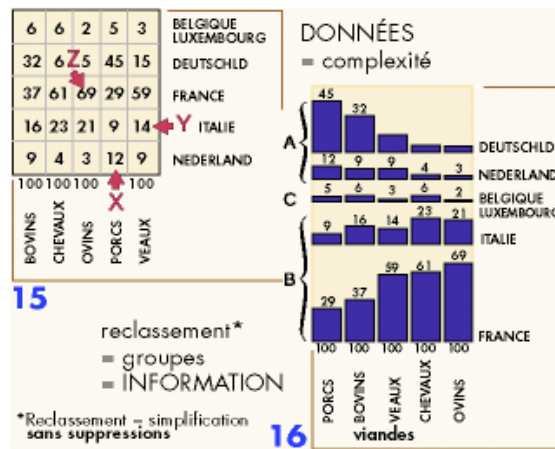 6 6 2 5 3 BELGIQUE LUXEMBOURG
32 6 Z 5 45 15 DEUTSCHLD
37 61 69 29 59 FRANCE
16 23 21 9 14 Y ITALIE
9 4 3 12 9 NEDERLAND
100 100 100 X 100
BOVINS CHEVAUX OVINS PORCS VEAUX
15
DONNÉES
= complexité
45
32
A DEUTSCHLD
12 9 9 4 3 NEDERLAND
C 5 6 3 6 2 BELGIQUE LUXEMBOURG
9 16 14 23 21 ITALIE
B 29 37 59 61 69 FRANCE
100 100 100 100 100
PORCS BOVINS VEAUX CHEVAUX OVINS
viandes
16
reclassement*
= groupes
= INFORMATION
*Reclassement = simplification
sans suppressions